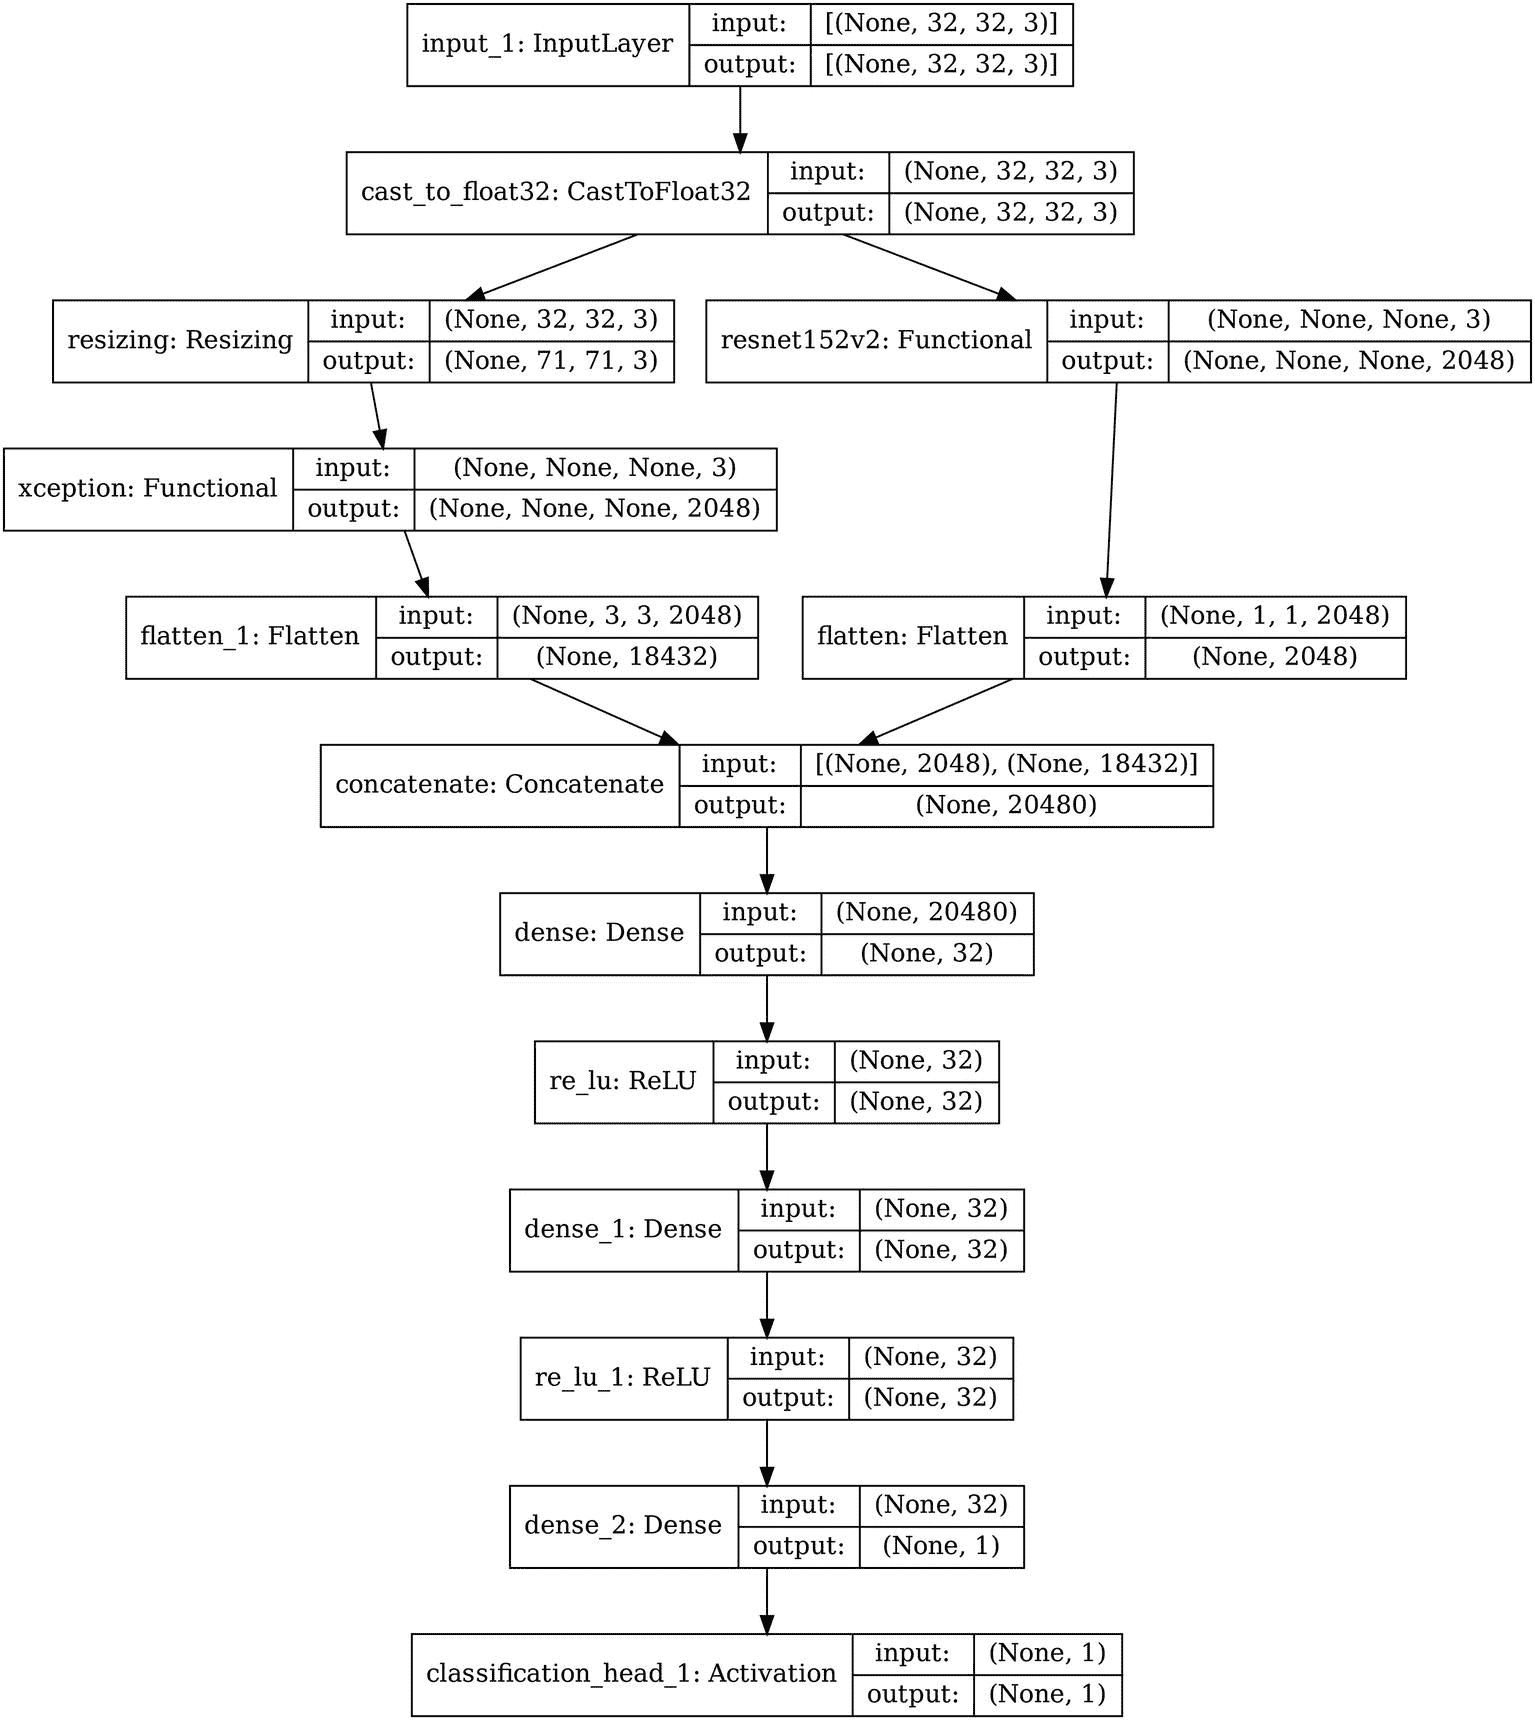 input_1: InputLayer
input: [(None, 32, 32, 3)]
output: [(None, 32, 32, 3)]
cast_to_float32: CastToFloat32
input: (None, 32, 32, 3)
output: (None, 32, 32, 3)
resizing: Resizing
input: (None, 32, 32, 3)
output: (None, 71, 71, 3)
resnet152v2: Functional
input: (None, None, None, 3)
output: (None, None, None, 2048)
xception: Functional
input: (None, None, None, 3)
output: (None, None, None, 2048)
flatten_1: Flatten
input: (None, 3, 3, 2048)
output: (None, 18432)
flatten: Flatten
input: (None, 1, 1, 2048)
output: (None, 2048)
concatenate: Concatenate
input: [(None, 2048), (None, 18432)]
output: (None, 20480)
dense: Dense
input: (None, 20480)
output: (None, 32)
re_lu: ReLU
input: (None, 32)
output: (None, 32)
dense_1: Dense
input: (None, 32)
output: (None, 32)
re_lu_1: ReLU
input: (None, 32)
output: (None, 32)
dense_2: Dense
input: (None, 32)
output: (None, 1)
classification_head_1: Activation
input: (None, 1)
output: (None, 1)